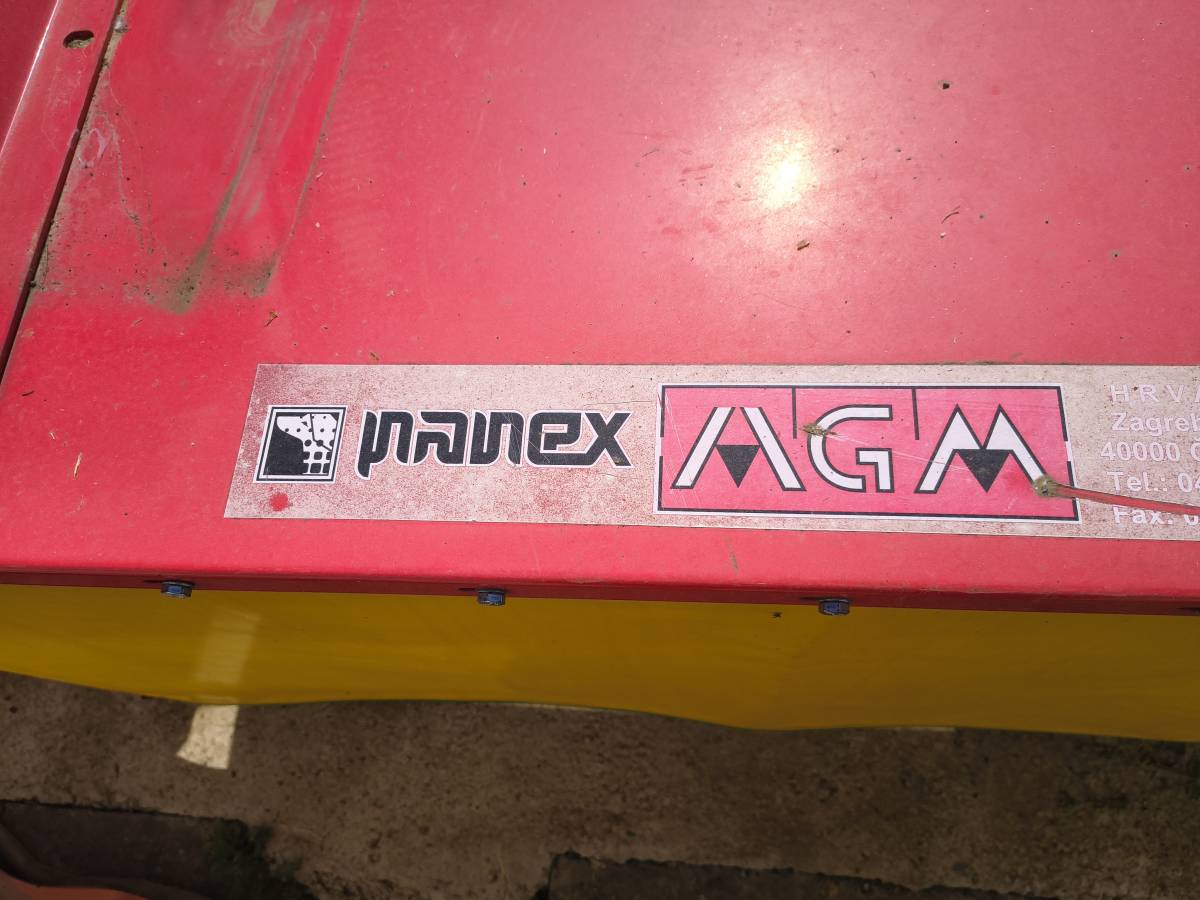 panex AGM
H R V
Zagreb
40000
Tel.: 04
Fax: 0